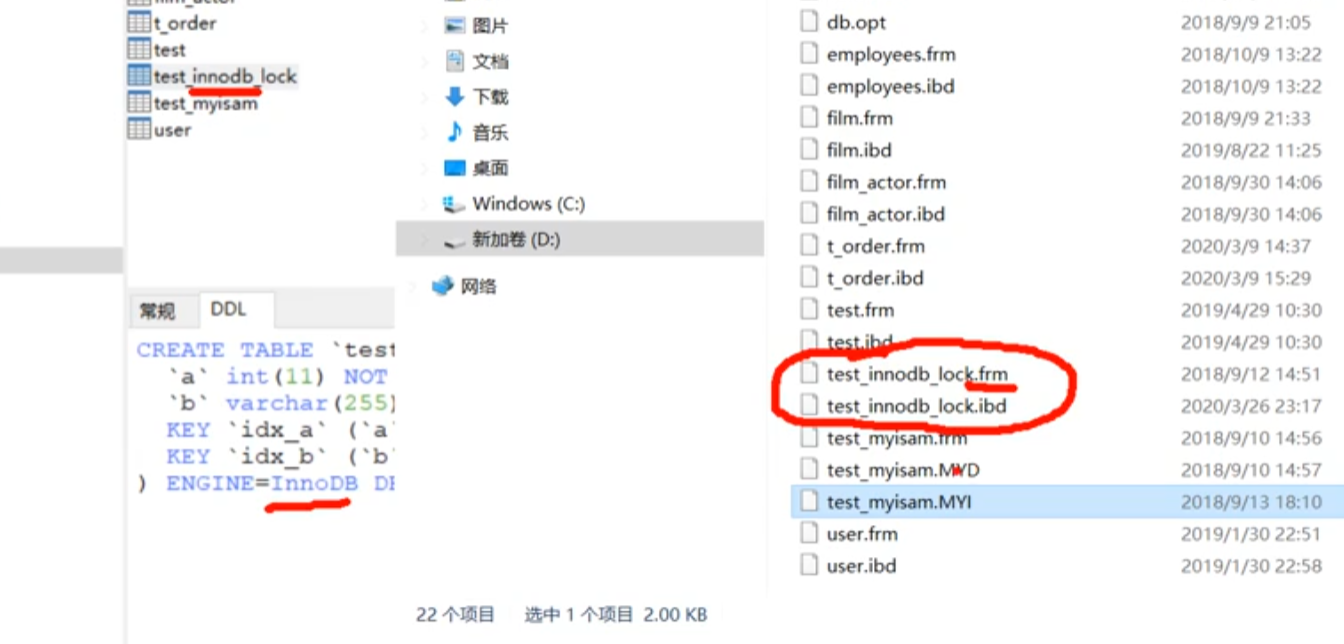 t_order
test
test_innodb_lock
test_myisam
user
常规
DDL
CREATE TABLE `test
`a` int(11) NOT
`b` varchar(255)
KEY `idx_a` (`a`
KEY `idx_b` (`b`
) ENGINE=InnoDB DE
图片
文档
下载
音乐
桌面
Windows (C:)
新加卷 (D:)
网络
db.opt 2018/9/9 21:05
employees.frm 2018/10/9 13:22
employees.ibd 2018/10/9 13:22
film.frm 2018/9/9 21:33
film.ibd 2019/8/22 11:25
film_actor.frm 2018/9/30 14:06
film_actor.ibd 2018/9/30 14:06
t_order.frm 2020/3/9 14:37
t_order.ibd 2020/3/9 15:29
test.frm 2019/4/29 10:30
test.ibd 2019/4/29 10:30
test_innodb_lock.frm 2018/9/12 14:51
test_innodb_lock.ibd 2020/3/26 23:17
test_myisam.frm 2018/9/10 14:56
test_myisam.MYD 2018/9/10 14:57
test_myisam.MYI 2018/9/13 18:10
user.frm 2019/1/30 22:51
user.ibd 2019/1/30 22:58
22 个项目 选中 1 个项目 2.00 KB